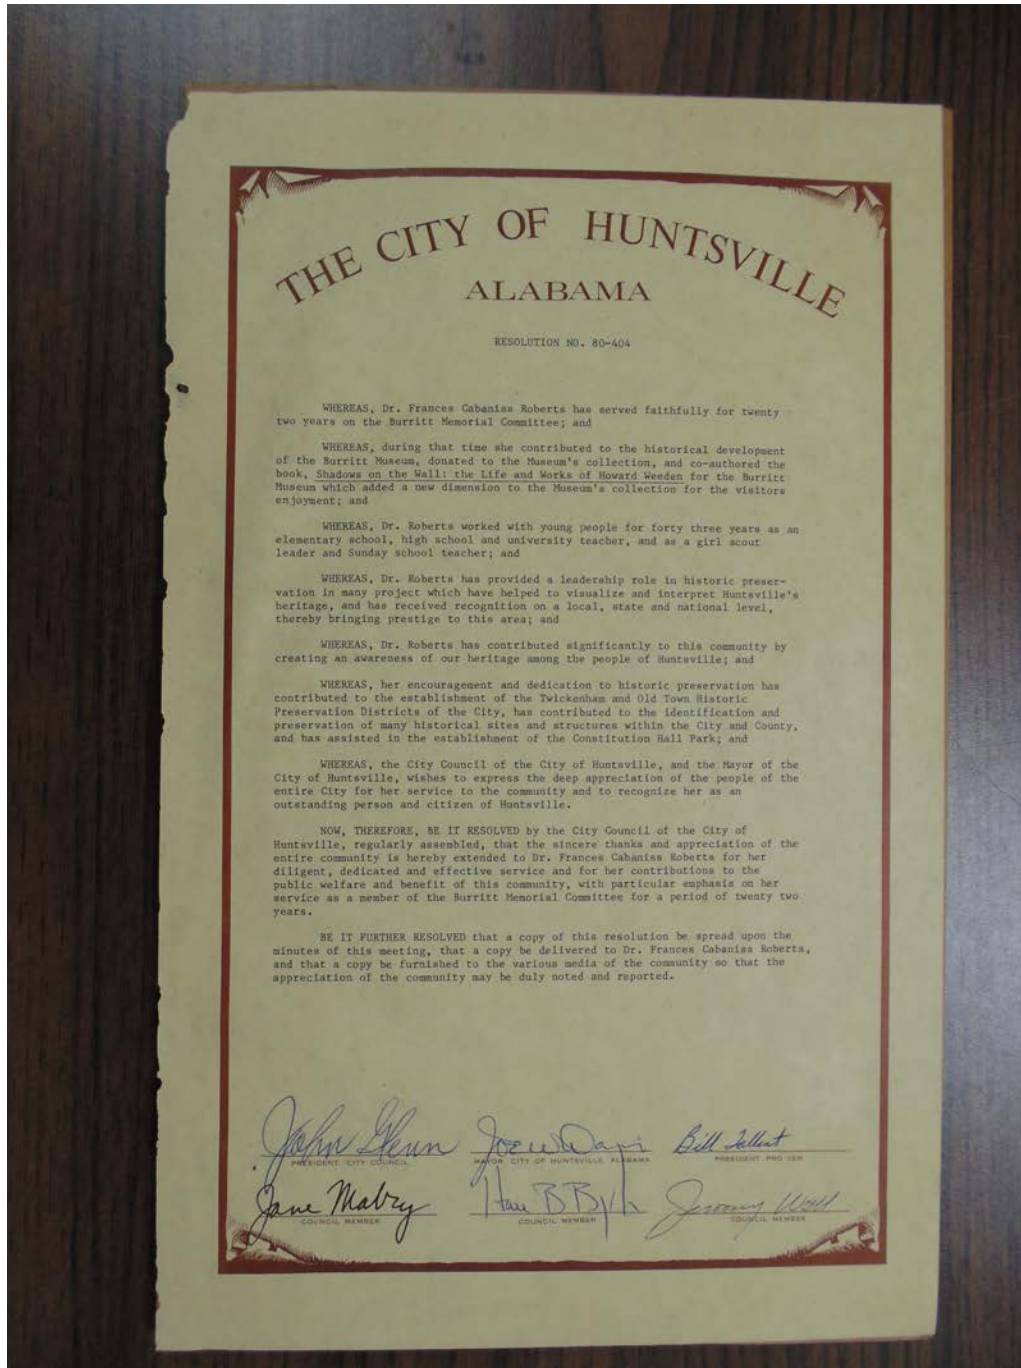 THE CITY OF HUNTSVILLE
ALABAMA
RESOLUTION NO. 80-404
WHEREAS, Dr. Frances Cabaniss Roberts has served faithfully for twenty
two years on the Burritt Memorial Committee; and
WHEREAS, during that time she contributed to the historical development
of the Burritt Museum, donated to the Museum's collection, and co-authored the
book, Shadows on the Wall: the Life and Works of Howard Weeden for the Burritt
Museum which added a new dimension to the Museum's collection for the visitors
enjoyment; and
WHEREAS, Dr. Roberts worked with young people for forty three years as an
elementary school, high school and university teacher, and as a girl scout
leader and Sunday school teacher; and
WHEREAS, Dr. Roberts has provided a leadership role in historic preser-
vation in many project which have helped to visualize and interpret Huntsville's
heritage, and has received recognition on a local, state and national level,
thereby bringing prestige to this area; and
WHEREAS, Dr. Roberts has contributed significantly to this community by
creating an awareness of our heritage among the people of Huntsville; and
WHEREAS, her encouragement and dedication to historic preservation has
contributed to the establishment of the Twickenham and Old Town Historic
Preservation Districts of the City, has contributed to the identification and
preservation of many historical sites and structures within the City and County,
and has assisted in the establishment of the Constitution Hall Park; and
WHEREAS, the City Council of the City of Huntsville, and the Mayor of the
City of Huntsville, wishes to express the deep appreciation of the people of the
entire City for her service to the community and to recognize her as an
outstanding person and citizen of Huntsville.
NOW, THEREFORE, BE IT RESOLVED by the City Council of the City of
Huntsville, regularly assembled, that the sincere thanks and appreciation of the
entire community is hereby extended to Dr. Frances Cabaniss Roberts for her
diligent, dedicated and effective service and for her contributions to the
public welfare and benefit of this community, with particular emphasis on her
service as a member of the Burritt Memorial Committee for a period of twenty two
years.
BE IT FURTHER RESOLVED that a copy of this resolution be spread upon the
minutes of this meeting, that a copy be delivered to Dr. Frances Cabaniss Roberts,
and that a copy be furnished to the various media of the community so that the
appreciation of the community may be duly noted and reported.
John Glenn Joe W Davis Bill
PRESIDENT CITY COUNCIL MAYOR CITY OF HUNTSVILLE ALABAMA PRESIDENT PRO TEM
Jane Mabry
COUNCIL MEMBER COUNCIL MEMBER COUNCIL MEMBER